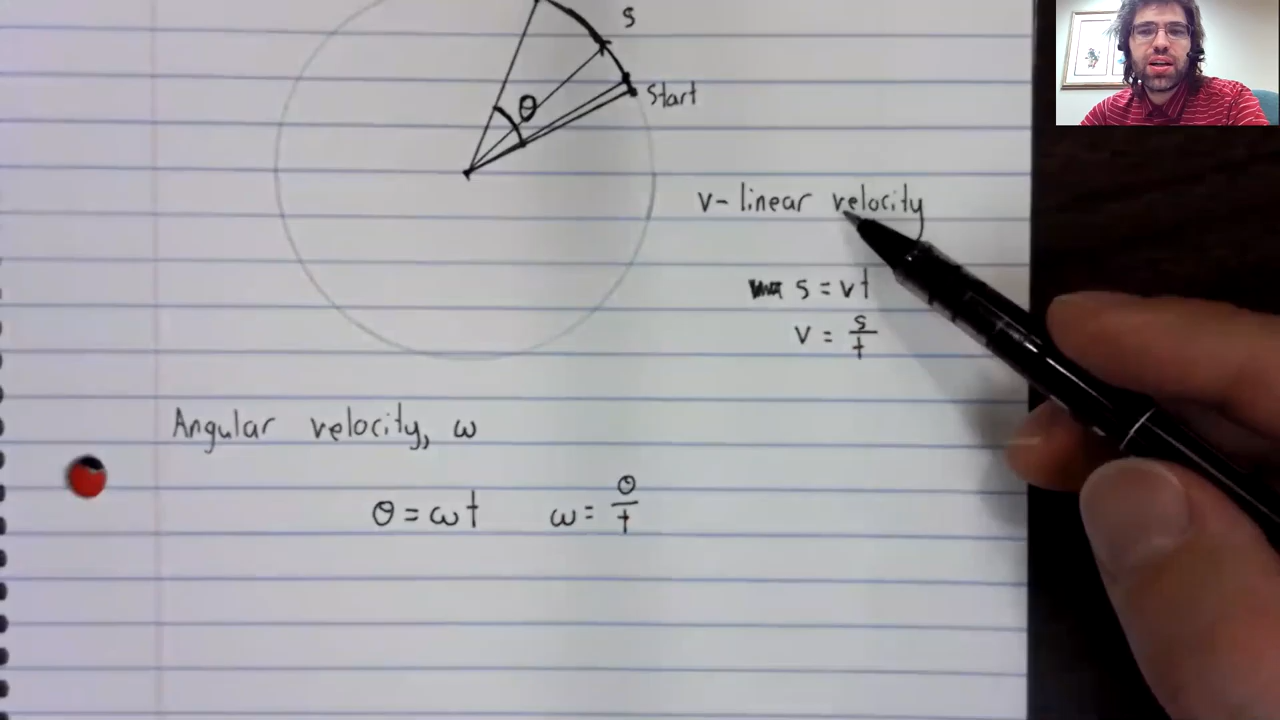 s
θ
Start
v - linear velocity
s = vt
v = s/t
Angular velocity, ω
θ = ωt ω = θ/t